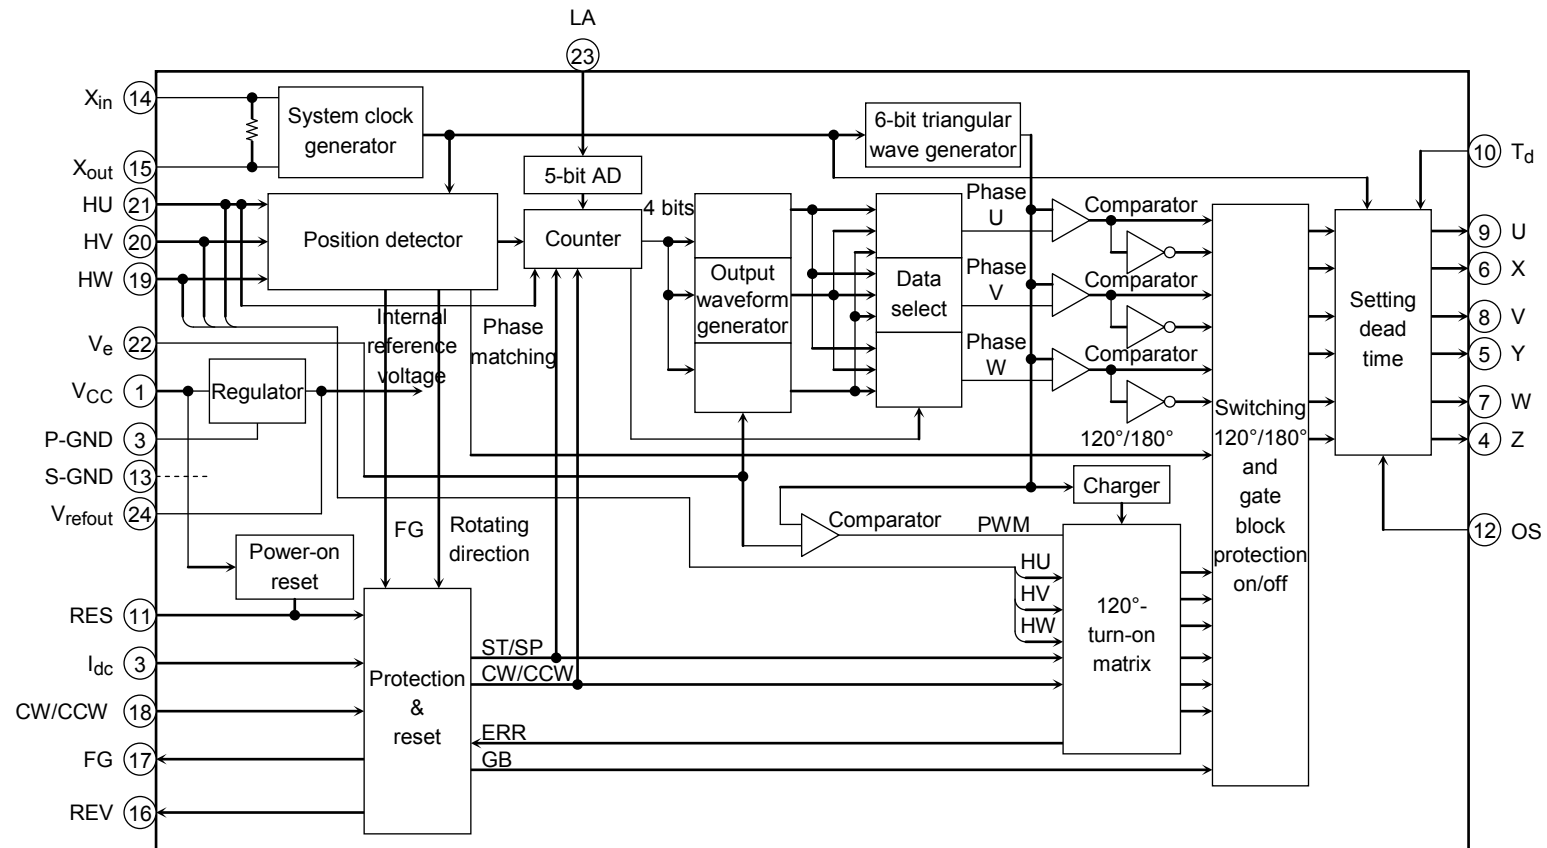 LA
23
Xin 14
System clock
generator
6-bit triangular
wave generator
Xout 15
5-bit AD
10 Td
HU 21
4 bits
Phase
U
Comparator
HV 20
Position detector
Counter
9 U
HW 19
Output
waveform
generator
Data
select
Phase
V
Comparator
6 X
Setting
dead
time
Internal
reference
voltage
Phase
matching
8 V
Ve 22
Phase
W
Comparator
5 Y
VCC 1
Regulator
7 W
Switching
120°/180°
and
gate
block
protection
on/off
P-GND 3
120°/180°
4 Z
S-GND 13
Charger
Vrefout 24
FG
Rotating
direction
Comparator
PWM
12 OS
Power-on
reset
HU
HV
HW
120°-
turn-on
matrix
RES 11
ST/SP
Idc 3
CW/CCW
Protection
&
reset
CW/CCW 18
ERR
FG 17
GB
REV 16